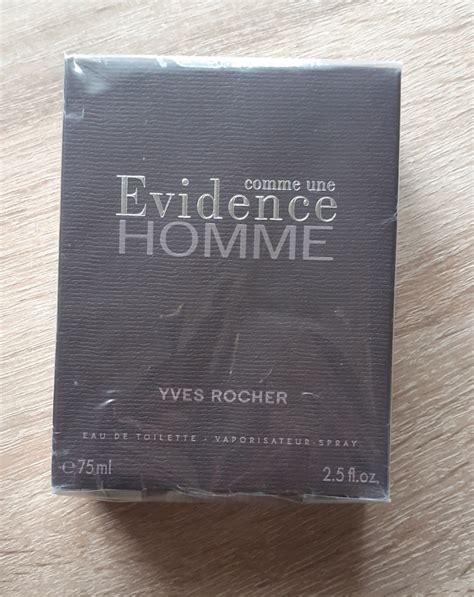 comme une
Evidence
HOMME
YVES ROCHER
EAU DE TOILETTE - VAPORISATEUR - SPRAY
℮75ml 2.5 fl.oz.